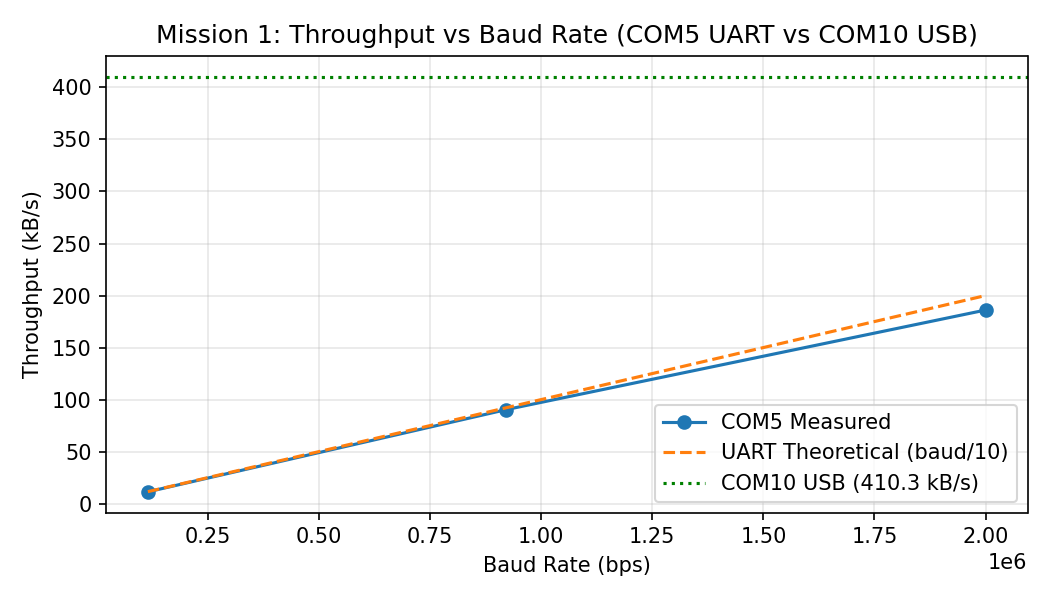 Mission 1: Throughput vs Baud Rate (COM5 UART vs COM10 USB)
Throughput (kB/s)
400
350
300
250
200
150
100
50
0
COM5 Measured
UART Theoretical (baud/10)
COM10 USB (410.3 kB/s)
0.25 0.50 0.75 1.00 1.25 1.50 1.75 2.00
1e6
Baud Rate (bps)